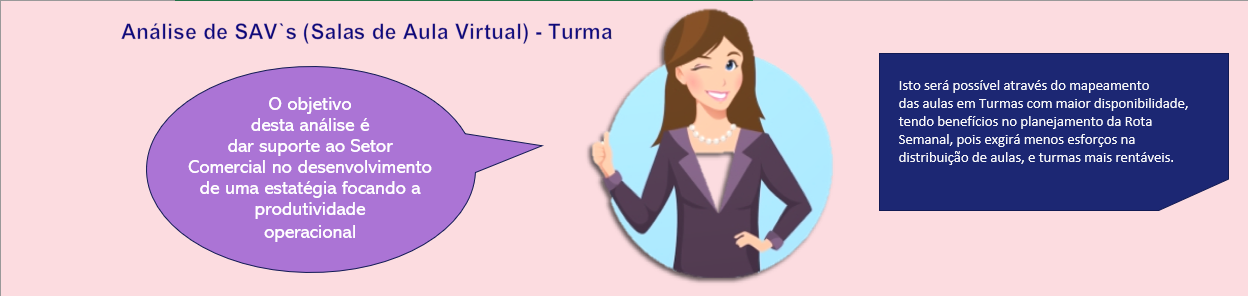 Análise de SAV`s (Salas de Aula Virtual) - Turma
O objetivo
desta análise é
dar suporte ao Setor
Comercial no desenvolvimento
de uma estatégia focando a
produtividade
operacional
Isto será possível através do mapeamento
das aulas em Turmas com maior disponibilidade,
tendo benefícios no planejamento da Rota
Semanal, pois exgirá menos esforços na
distribuição de aulas, e turmas mais rentáveis.